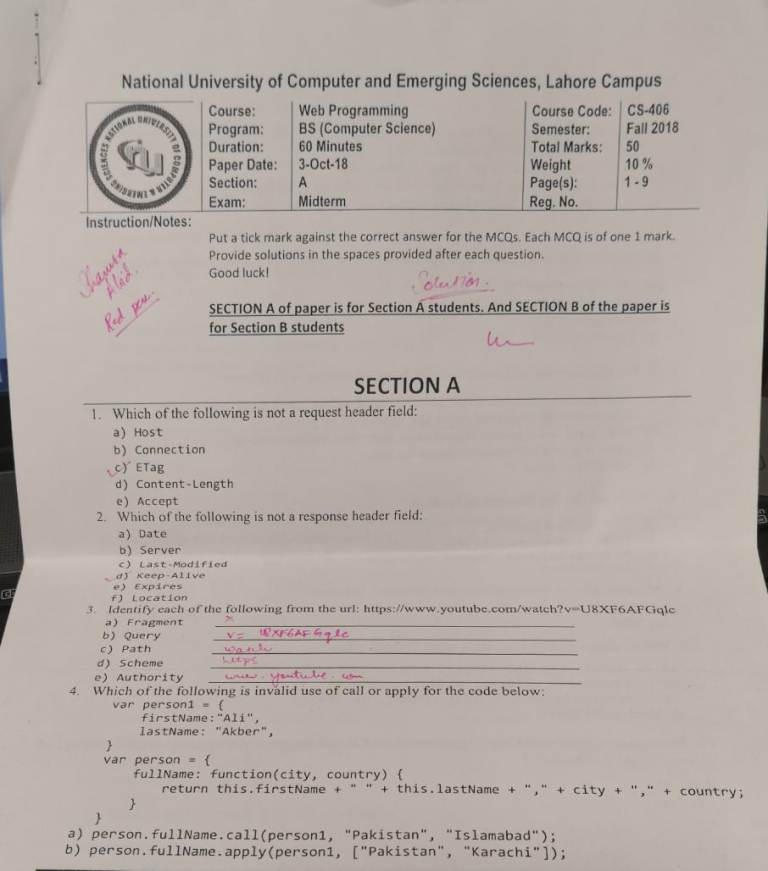 National University of Computer and Emerging Sciences, Lahore Campus
NATIONAL UNIVERSITY OF COMPUTER & EMERGING SCIENCES
Course: Web Programming Course Code: CS-406
Program: BS (Computer Science) Semester: Fall 2018
Duration: 60 Minutes Total Marks: 50
Paper Date: 3-Oct-18 Weight 10 %
Section: A Page(s): 1 - 9
Exam: Midterm Reg. No.
Instruction/Notes:
Put a tick mark against the correct answer for the MCQs. Each MCQ is of one 1 mark.
Provide solutions in the spaces provided after each question.
Good luck!
Solution.
Red pen.
SECTION A of paper is for Section A students. And SECTION B of the paper is
for Section B students
SECTION A
1. Which of the following is not a request header field:
a) Host
b) Connection
c) ETag
d) Content-Length
e) Accept
2. Which of the following is not a response header field:
a) Date
b) Server
c) Last-Modified
d) Keep-Alive
e) Expires
f) Location
3. Identify each of the following from the url: https://www.youtube.com/watch?v=U8XF6AFGqlc
a) Fragment x
b) Query v= U8XF6AFGqlc
c) Path watch
d) Scheme https
e) Authority www.youtube.com
4. Which of the following is invalid use of call or apply for the code below:
var person1 = {
firstName:"Ali",
lastName: "Akber",
}
var person = {
fullName: function(city, country) {
return this.firstName + " " + this.lastName + "," + city + "," + country;
}
}
a) person.fullName.call(person1, "Pakistan", "Islamabad");
b) person.fullName.apply(person1, ["Pakistan", "Karachi"]);